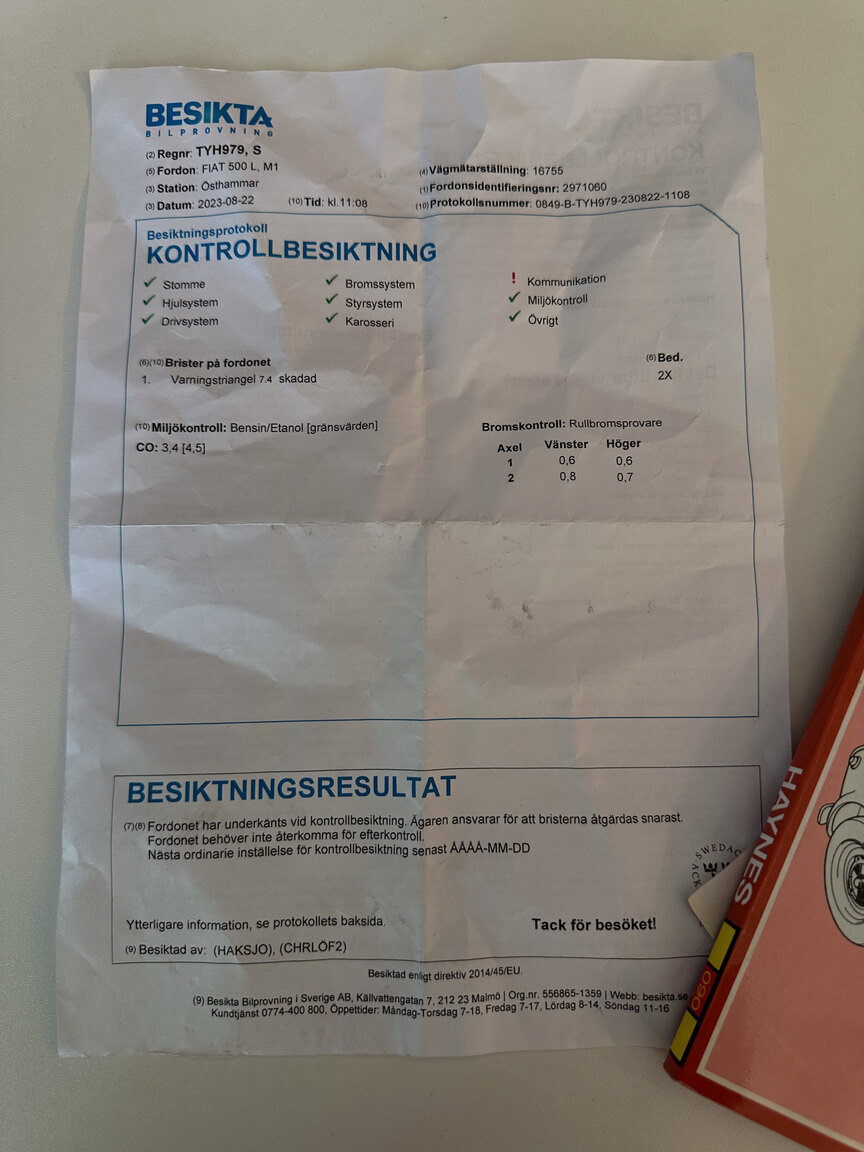 BESIKTA
BILPROVNING
(2) Regnr: TYH979, S
(5) Fordon: FIAT 500 L, M1
(3) Station: Östhammar
(3) Datum: 2023-08-22 (10) Tid: kl.11:08
(4) Vägmätarställning: 16755
(1) Fordonsidentifieringsnr: 2971060
(10) Protokollsnummer: 0849-B-TYH979-230822-1108
Besiktningsprotokoll
KONTROLLBESIKTNING
✓ Stomme ✓ Bromssystem ! Kommunikation
✓ Hjulsystem ✓ Styrsystem ✓ Miljökontroll
✓ Drivsystem ✓ Karosseri ✓ Övrigt
(6)(10) Brister på fordonet (6) Bed.
1. Varningstriangel 7.4 skadad 2X
(10) Miljökontroll: Bensin/Etanol [gränsvärden]
CO: 3,4 [4,5]
Bromskontroll: Rullbromsprovare
Axel Vänster Höger
1 0,6 0,6
2 0,8 0,7
BESIKTNINGSRESULTAT
(7)(8) Fordonet har underkänts vid kontrollbesiktning. Ägaren ansvarar för att bristerna åtgärdas snarast.
Fordonet behöver inte återkomma för efterkontroll.
Nästa ordinarie inställelse för kontrollbesiktning senast ÅÅÅÅ-MM-DD
SWEDAC
Ytterligare information, se protokollets baksida. Tack för besöket!
(9) Besiktad av: (HAKSJO), (CHRLÖF2)
Besiktad enligt direktiv 2014/45/EU.
(9) Besikta Bilprovning i Sverige AB, Källvattengatan 7, 212 23 Malmö | Org.nr. 556865-1359 | Webb: besikta.se
Kundtjänst 0774-400 800, Öppettider: Måndag-Torsdag 7-18, Fredag 7-17, Lördag 8-14, Söndag 11-16
HAYNES
090